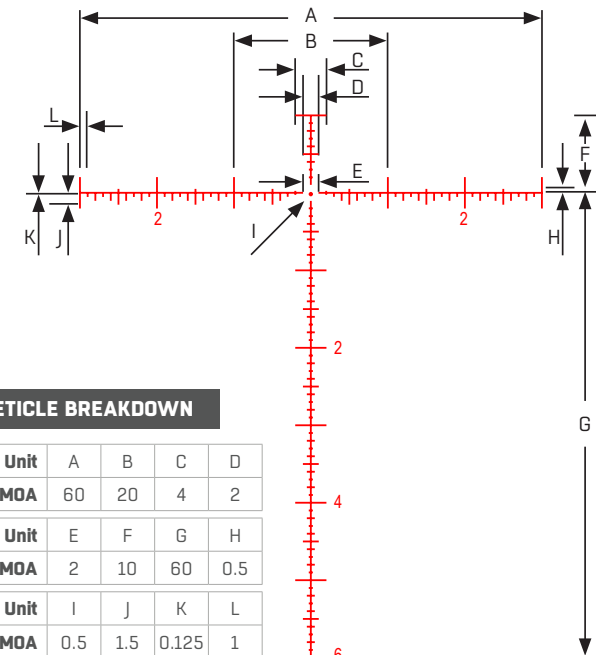 A
B
C
D
L
F
E
2
2
K
J
I
H
2
G
ETICLE BREAKDOWN
Unit A B C D
MOA 60 20 4 2
4
Unit E F G H
MOA 2 10 60 0.5
Unit I J K L
MOA 0.5 1.5 0.125 1
6